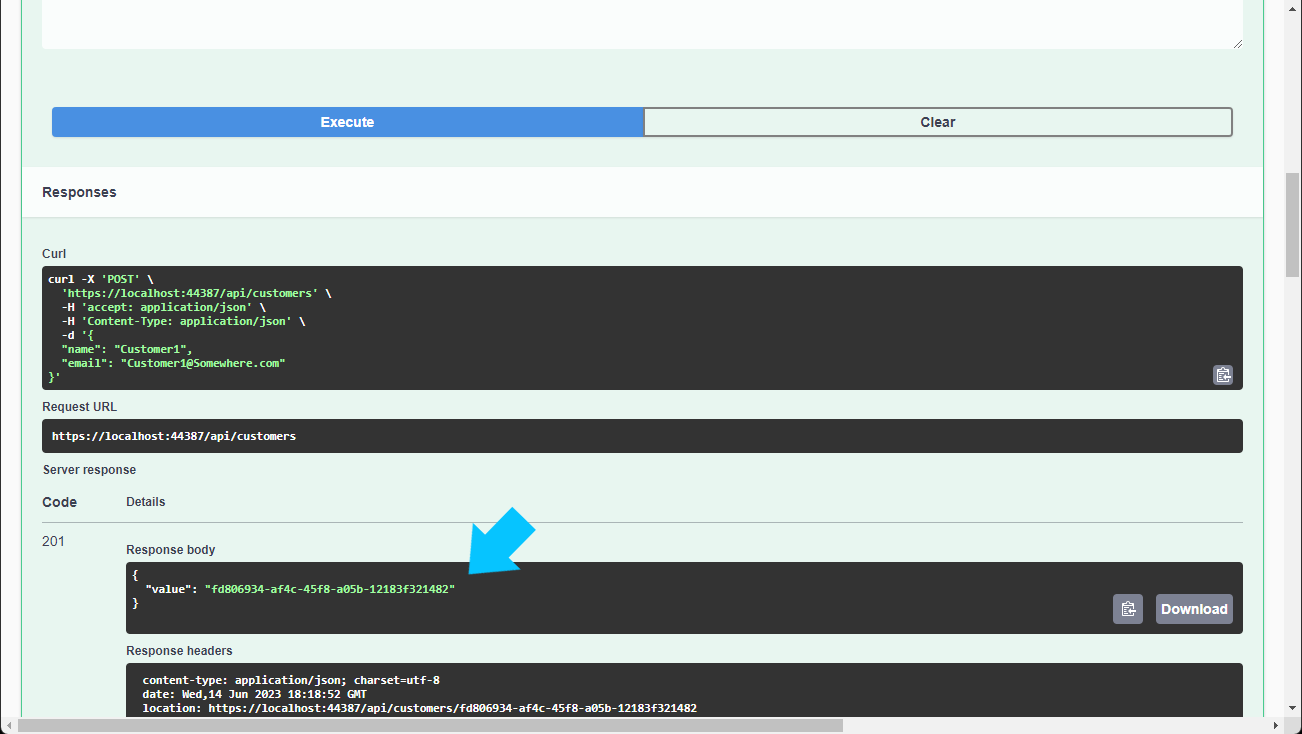 Execute
Clear
Responses
Curl
curl -X 'POST' \
  'https://localhost:44387/api/customers' \
  -H 'accept: application/json' \
  -H 'Content-Type: application/json' \
  -d '{
  "name": "Customer1",
  "email": "Customer1@Somewhere.com"
}'
Request URL
https://localhost:44387/api/customers
Server response
Code Details
201
Response body
{
  "value": "fd806934-af4c-45f8-a05b-12183f321482"
}
Download
Response headers
content-type: application/json; charset=utf-8
date: Wed,14 Jun 2023 18:18:52 GMT
location: https://localhost:44387/api/customers/fd806934-af4c-45f8-a05b-12183f321482